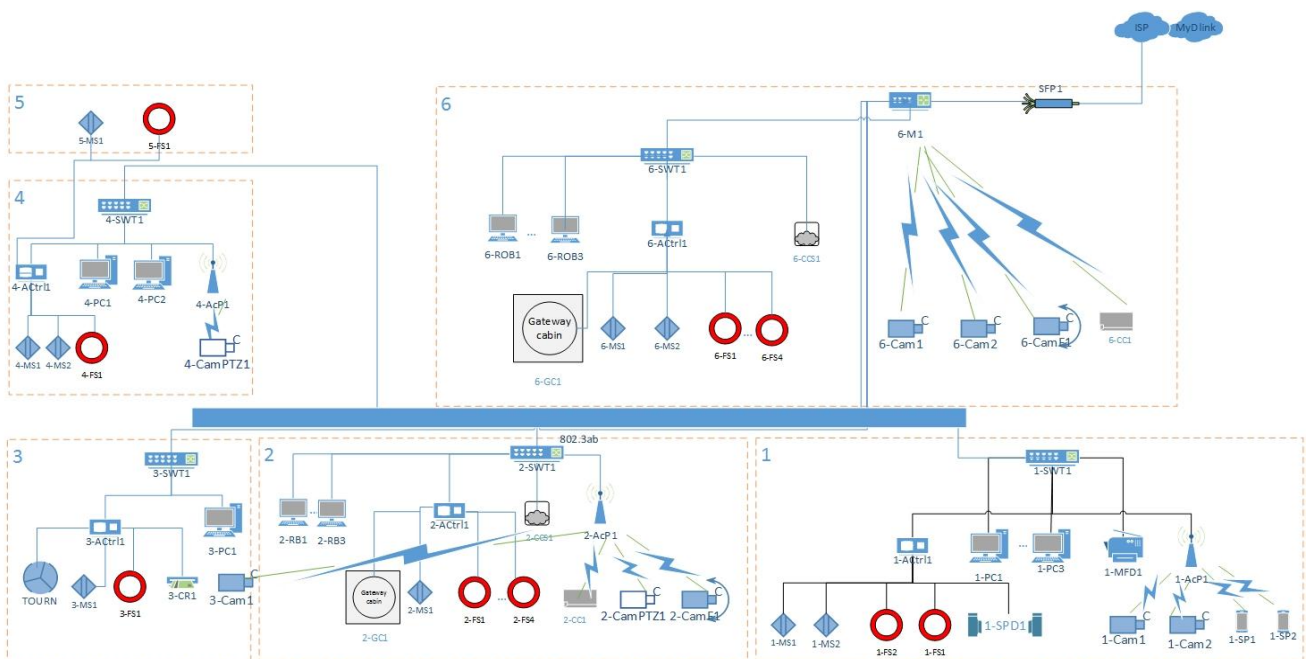 ISP
MyDlink
SFP1
5
5-MS1
5-FS1
6
6-M1
6-SWT1
6-ROB1
...
6-ROB3
6-ACtrl1
6-CCS1
Gateway
cabin
6-GC1
6-MS1
6-MS2
6-FS1
...
6-FS4
C
6-Cam1
C
6-Cam2
C
6-CamF1
6-CC1
4
4-SWT1
4-ACtrl1
4-PC1
4-PC2
4-AcP1
4-MS1
4-MS2
4-FS1
C
4-CamPTZ1
3
3-SWT1
3-ACtrl1
3-PC1
TOURN
3-MS1
3-FS1
3-CR1
C
3-Cam1
2
802.3ab
2-SWT1
2-RB1
...
2-RB3
2-ACtrl1
2-CCS1
2-AcP1
Gateway
cabin
2-GC1
2-MS1
2-FS1
...
2-FS4
2-CC1
C
2-CamPTZ1
C
2-CamF1
1
1-SWT1
1-ACtrl1
1-PC1
...
1-PC3
1-MFD1
1-AcP1
1-MS1
1-MS2
1-FS2
1-FS1
1-SPD1
C
1-Cam1
C
1-Cam2
1-SP1
1-SP2